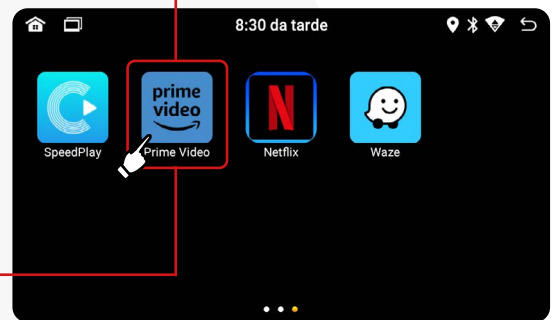 8:30 da tarde
prime
video
N
SpeedPlay
Prime Video
Netflix
Waze